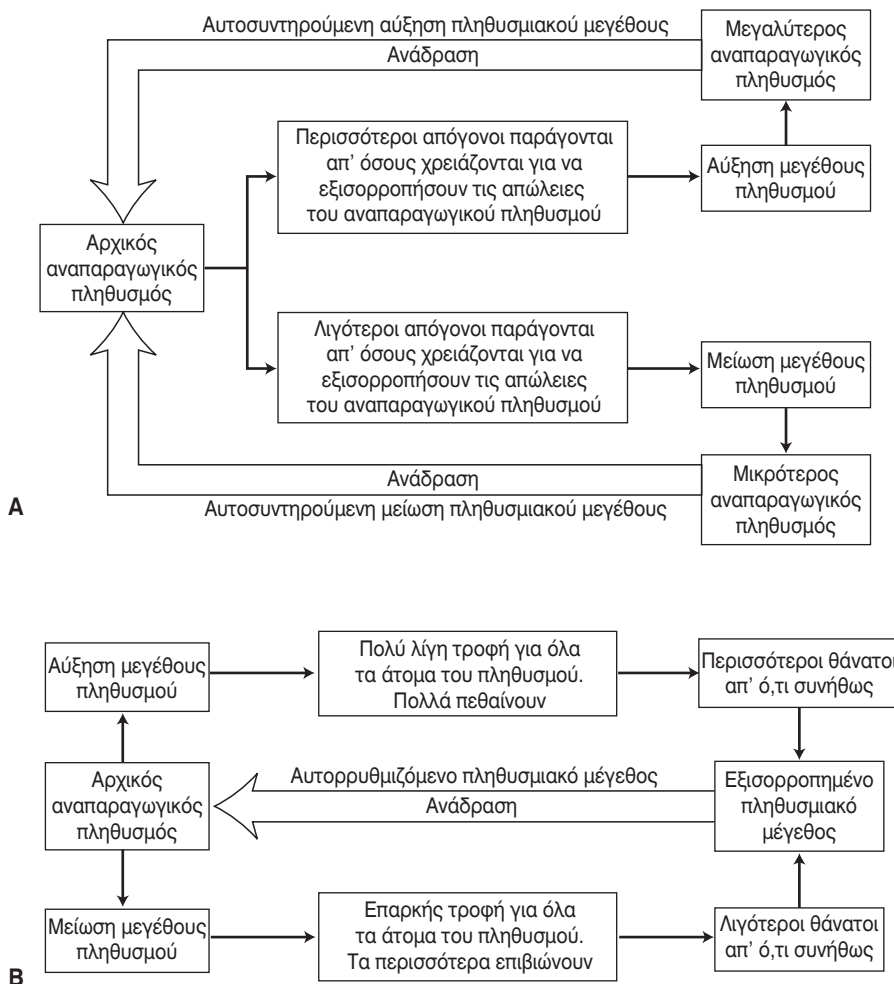 Αυτοσυντηρούμενη αύξηση πληθυσμιακού μεγέθους
Ανάδραση
Μεγαλύτερος
αναπαραγωγικός
πληθυσμός
Περισσότεροι απόγονοι παράγονται
απ' όσους χρειάζονται για να
εξισορροπήσουν τις απώλειες
του αναπαραγωγικού πληθυσμού
Αύξηση μεγέθους
πληθυσμού
Αρχικός
αναπαραγωγικός
πληθυσμός
Λιγότεροι απόγονοι παράγονται
απ' όσους χρειάζονται για να
εξισορροπήσουν τις απώλειες
του αναπαραγωγικού πληθυσμού
Μείωση μεγέθους
πληθυσμού
Ανάδραση
Αυτοσυντηρούμενη μείωση πληθυσμιακού μεγέθους
Μικρότερος
αναπαραγωγικός
πληθυσμός
A
Αύξηση μεγέθους
πληθυσμού
Πολύ λίγη τροφή για όλα
τα άτομα του πληθυσμού.
Πολλά πεθαίνουν
Περισσότεροι θάνατοι
απ' ό,τι συνήθως
Αρχικός
αναπαραγωγικός
πληθυσμός
Αυτορρυθμιζόμενο πληθυσμιακό μέγεθος
Ανάδραση
Εξισορροπημένο
πληθυσμιακό
μέγεθος
Μείωση μεγέθους
πληθυσμού
Επαρκής τροφή για όλα
τα άτομα του πληθυσμού.
Τα περισσότερα επιβιώνουν
Λιγότεροι θάνατοι
απ' ό,τι συνήθως
B